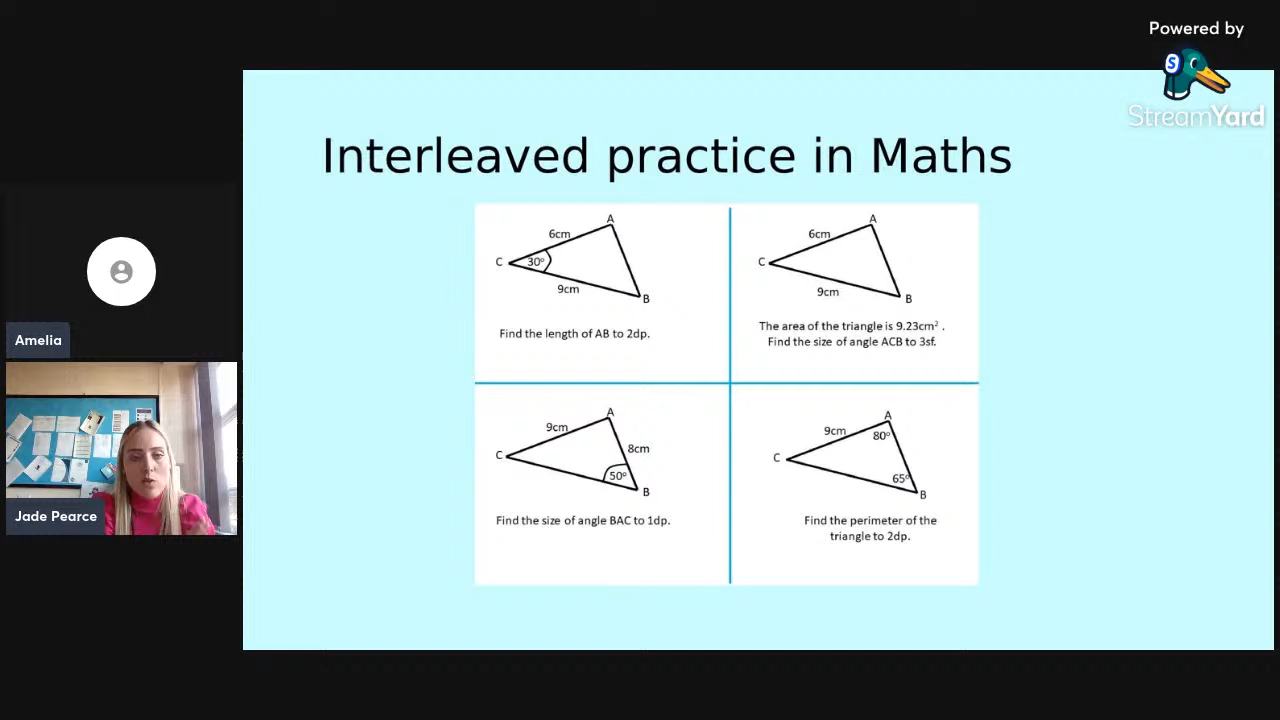 Powered by
StreamYard
Interleaved practice in Maths
A
6cm
C
30°
9cm
B
Find the length of AB to 2dp.
A
6cm
C
9cm
B
The area of the triangle is 9.23cm² .
Find the size of angle ACB to 3sf.
A
9cm
C
8cm
50°
B
Find the size of angle BAC to 1dp.
A
9cm
80°
C
65°
B
Find the perimeter of the
triangle to 2dp.
Amelia
Jade Pearce